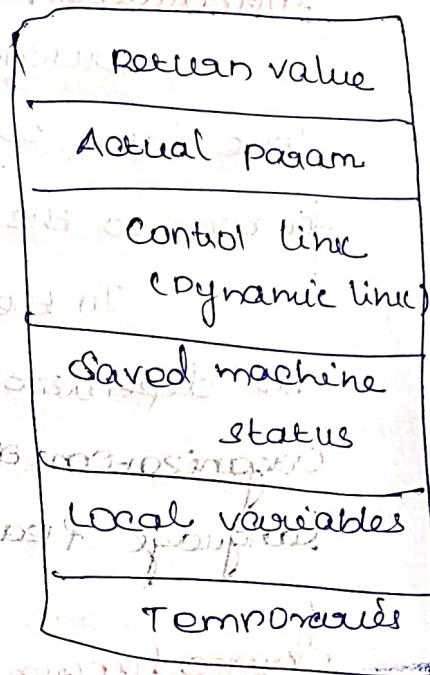 Return value
Actual param
Control link
(Dynamic link)
Saved machine
status
Local variables
Temporaries